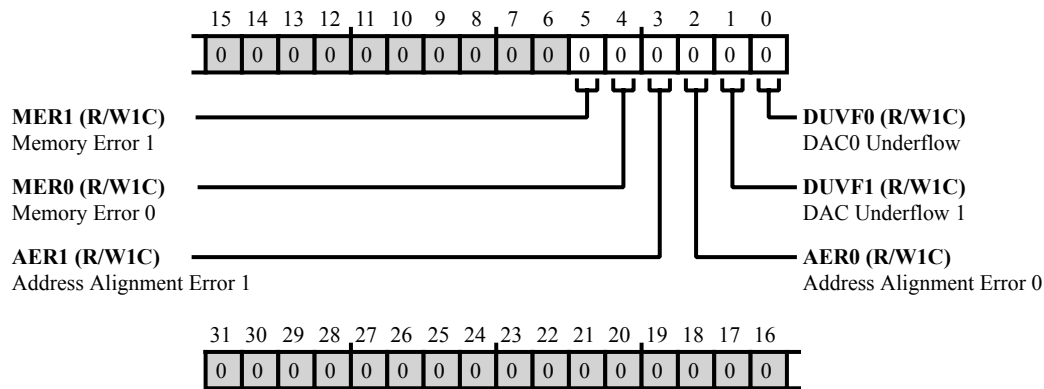 15 14 13 12 11 10 9 8 7 6 5 4 3 2 1 0
0 0 0 0 0 0 0 0 0 0 0 0 0 0 0 0
MER1 (R/W1C)
Memory Error 1
DUVF0 (R/W1C)
DAC0 Underflow
MER0 (R/W1C)
Memory Error 0
DUVF1 (R/W1C)
DAC Underflow 1
AER1 (R/W1C)
Address Alignment Error 1
AER0 (R/W1C)
Address Alignment Error 0
31 30 29 28 27 26 25 24 23 22 21 20 19 18 17 16
0 0 0 0 0 0 0 0 0 0 0 0 0 0 0 0